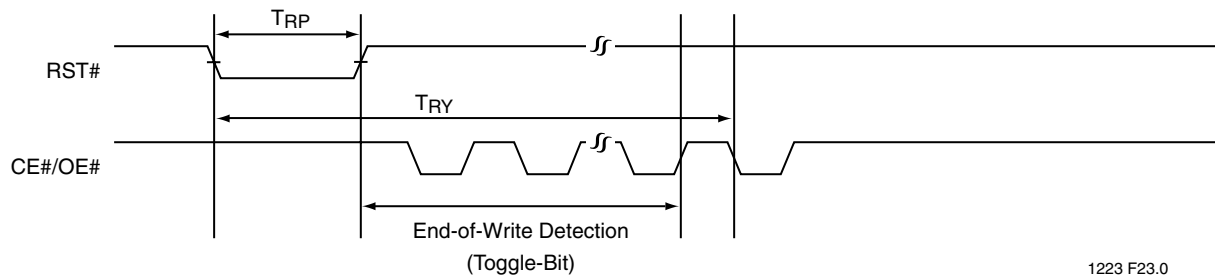 TRP
RST#
TRY
CE#/OE#
End-of-Write Detection
(Toggle-Bit)
1223 F23.0